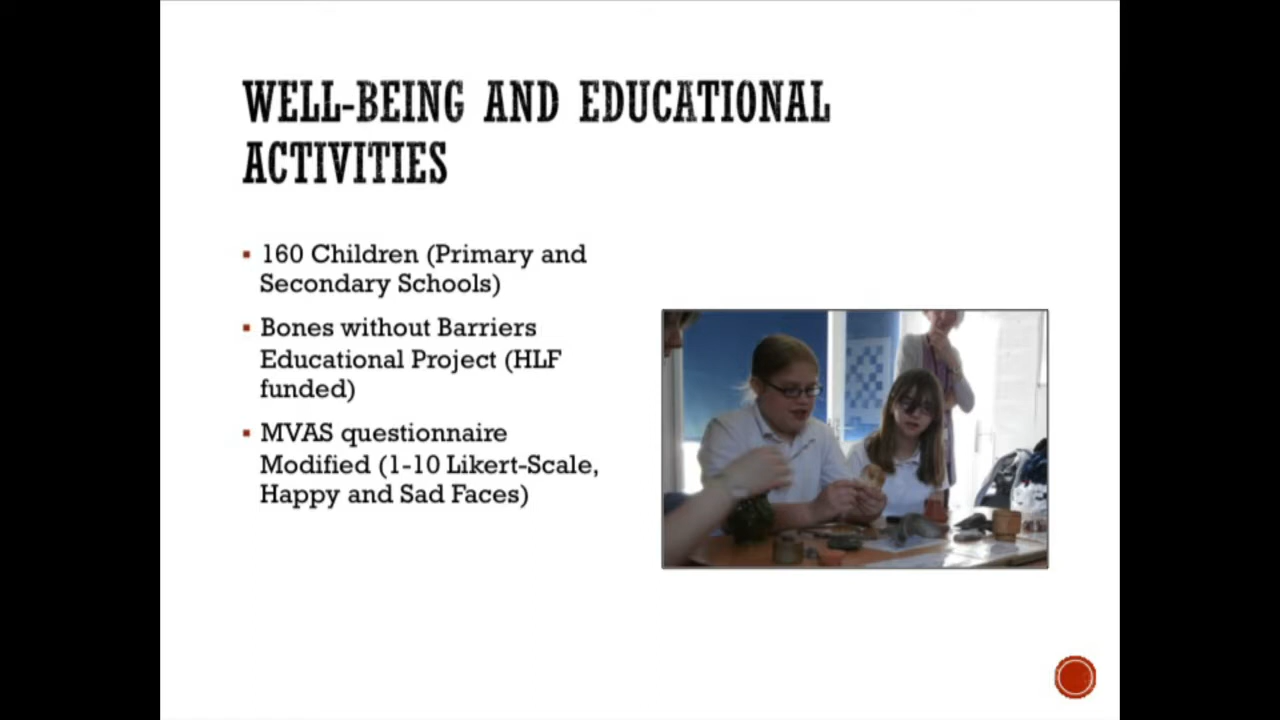 WELL-BEING AND EDUCATIONAL
ACTIVITIES
▪ 160 Children (Primary and
Secondary Schools)
▪ Bones without Barriers
Educational Project (HLF
funded)
▪ MVAS questionnaire
Modified (1-10 Likert-Scale,
Happy and Sad Faces)